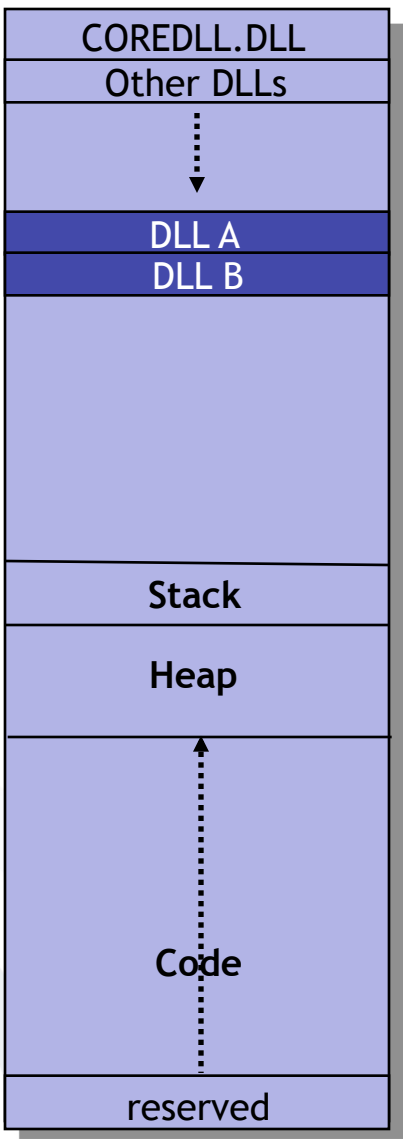 COREDLL.DLL
Other DLLs
DLL A
DLL B
Stack
Heap
Code
reserved